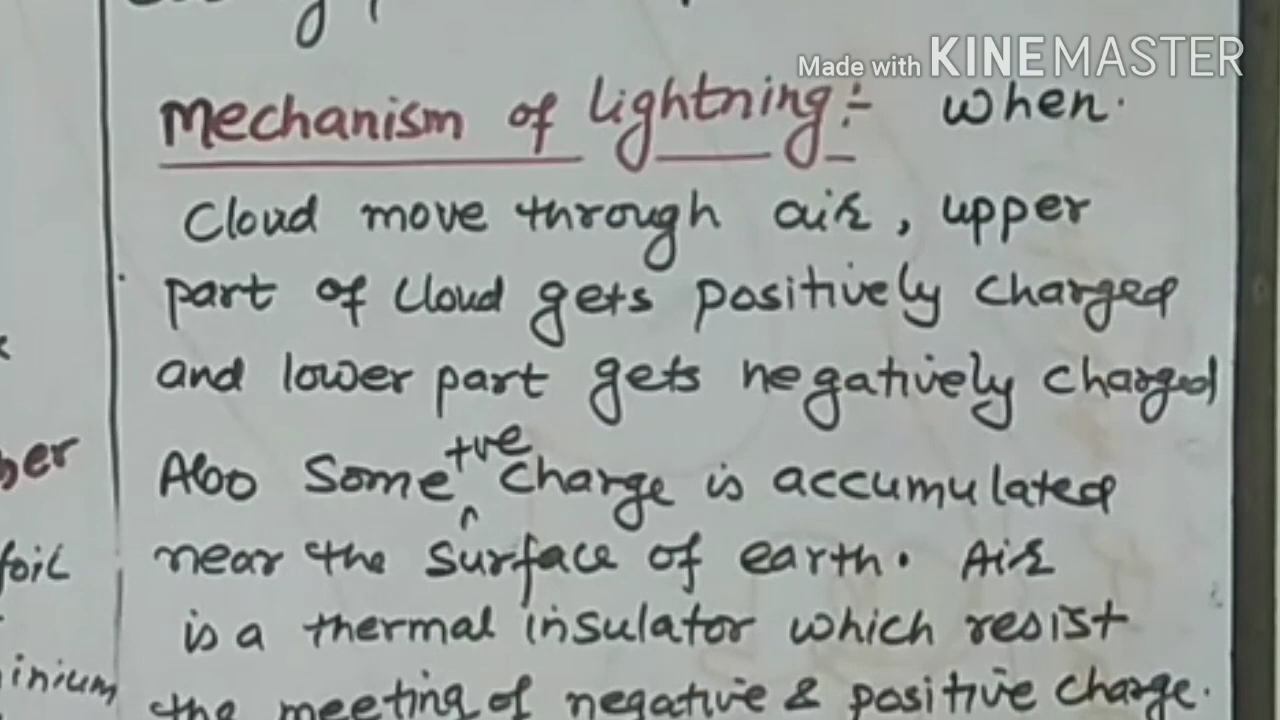 Made with KINEMASTER
Mechanism of lightning:- when
Cloud move through air, upper
part of cloud gets positively charged
and lower part gets negatively charged
Also some +ve charge is accumulated
near the surface of earth. Air
is a thermal insulator which resist
the meeting of negative & positive charge.
foil